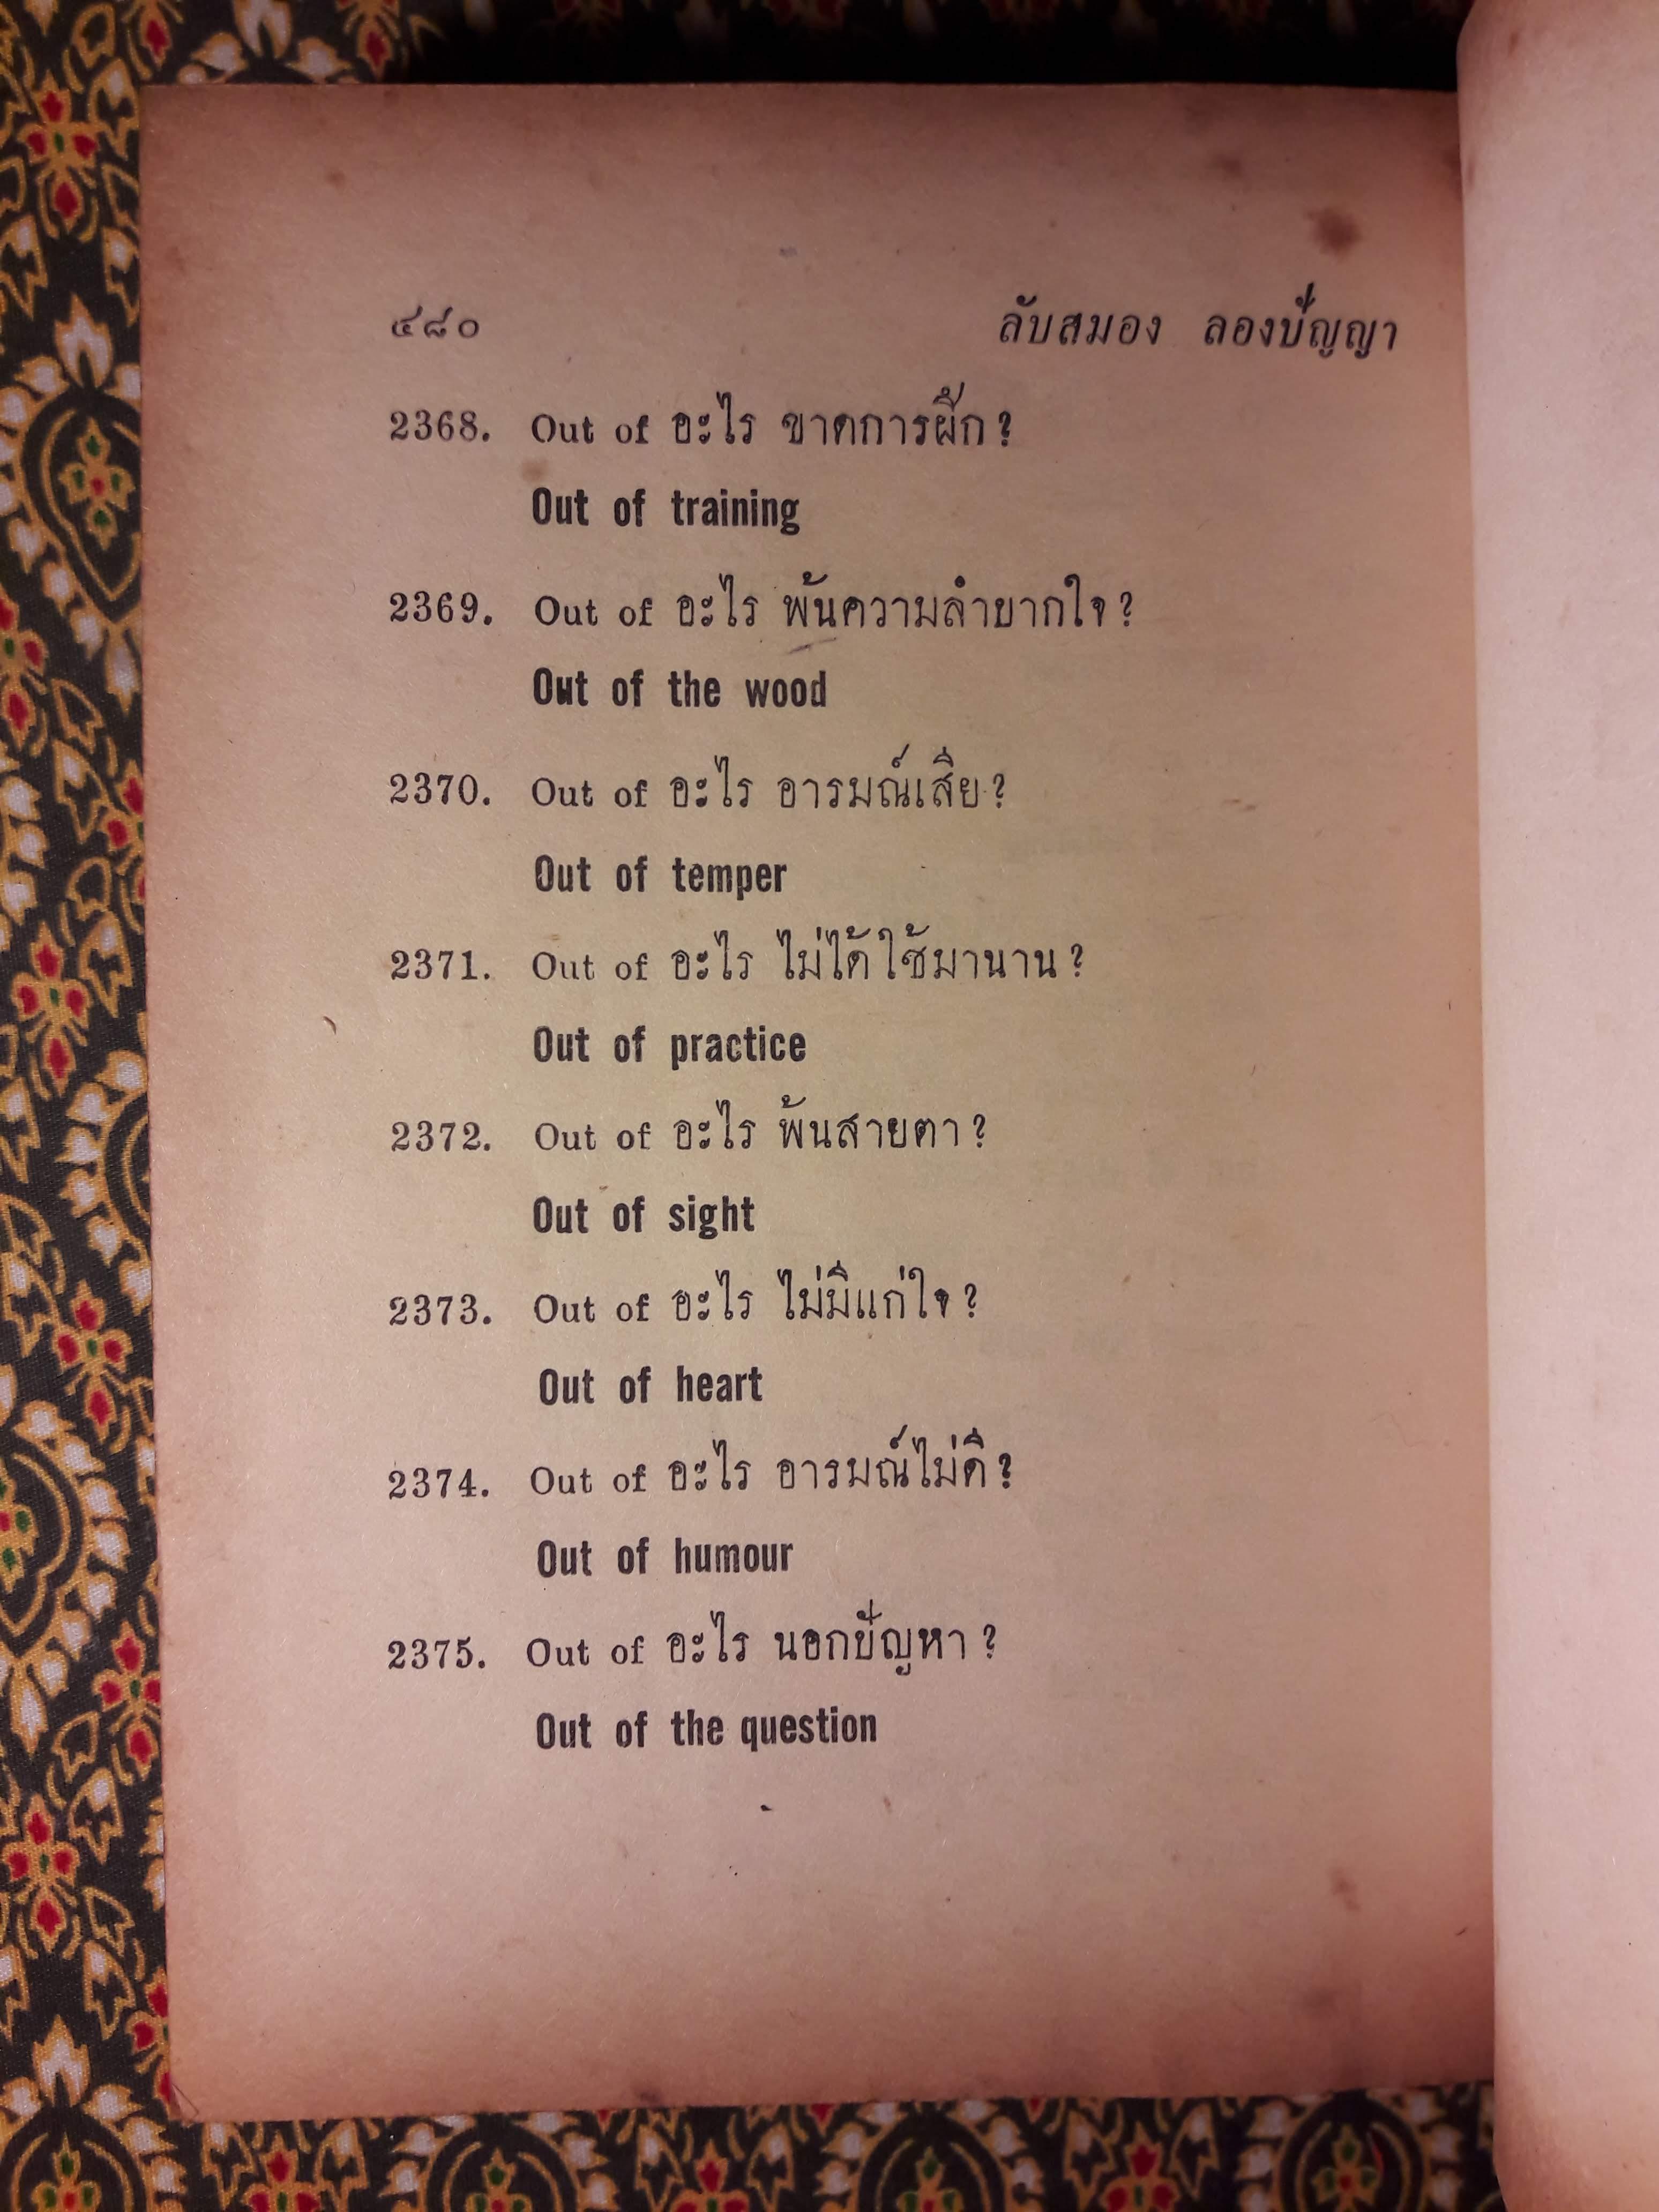 ๔๘๐ ลับสมอง ลองปัญญา
2368. Out of อะไร ขาดการฝึก?
Out of training
2369. Out of อะไร พ้นความลำบากใจ?
Out of the wood
2370. Out of อะไร อารมณ์เสีย?
Out of temper
2371. Out of อะไร ไม่ได้ใช้มานาน?
Out of practice
2372. Out of อะไร พ้นสายตา?
Out of sight
2373. Out of อะไร ไม่มีแก่ใจ?
Out of heart
2374. Out of อะไร อารมณ์ไม่ดี?
Out of humour
2375. Out of อะไร นอกปัญหา?
Out of the question